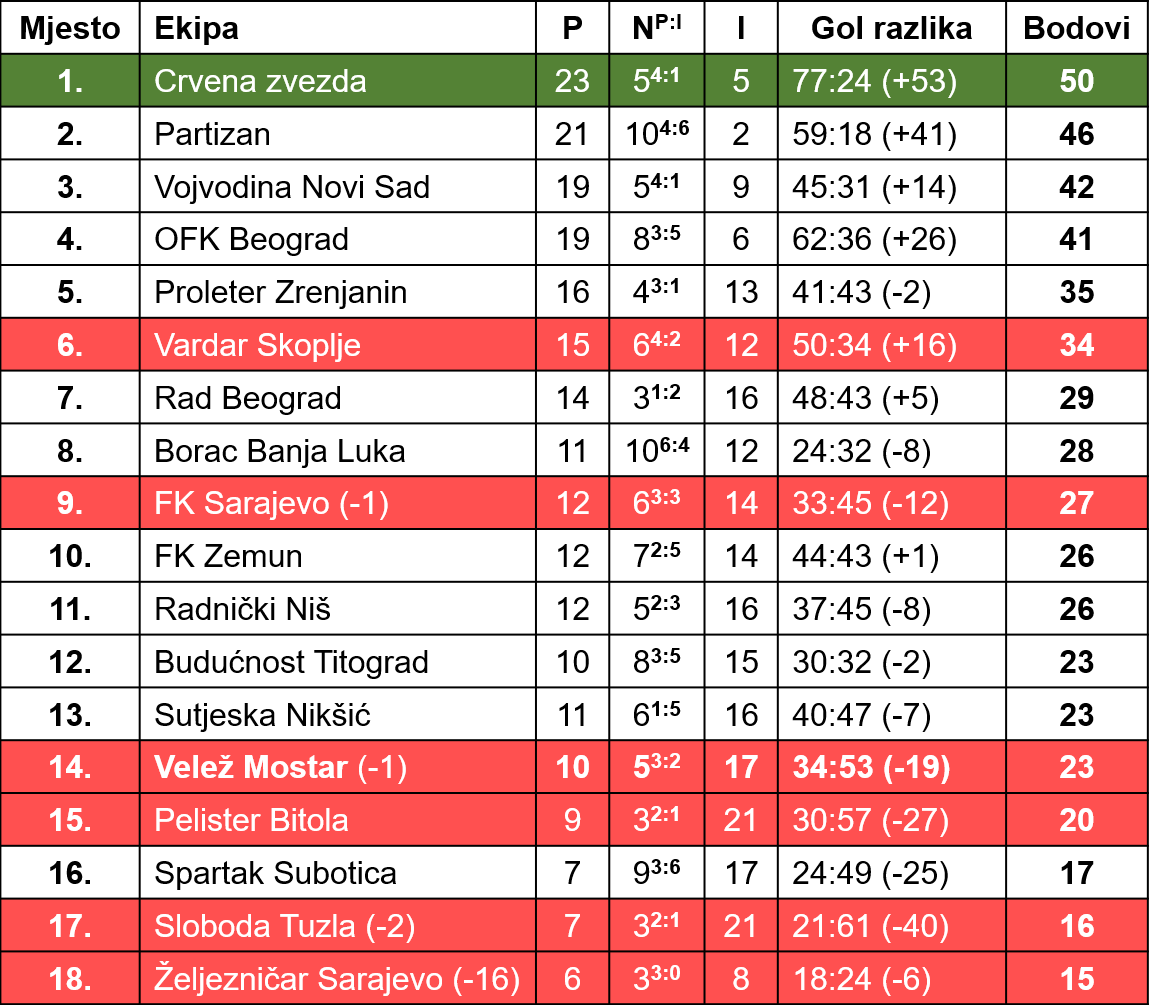 Mjesto Ekipa P N^P:I I Gol razlika Bodovi
1. Crvena zvezda 23 5^4:1 5 77:24 (+53) 50
2. Partizan 21 10^4:6 2 59:18 (+41) 46
3. Vojvodina Novi Sad 19 5^4:1 9 45:31 (+14) 42
4. OFK Beograd 19 8^3:5 6 62:36 (+26) 41
5. Proleter Zrenjanin 16 4^3:1 13 41:43 (-2) 35
6. Vardar Skoplje 15 6^4:2 12 50:34 (+16) 34
7. Rad Beograd 14 3^1:2 16 48:43 (+5) 29
8. Borac Banja Luka 11 10^6:4 12 24:32 (-8) 28
9. FK Sarajevo (-1) 12 6^3:3 14 33:45 (-12) 27
10. FK Zemun 12 7^2:5 14 44:43 (+1) 26
11. Radnički Niš 12 5^2:3 16 37:45 (-8) 26
12. Budućnost Titograd 10 8^3:5 15 30:32 (-2) 23
13. Sutjeska Nikšić 11 6^1:5 16 40:47 (-7) 23
14. Velež Mostar (-1) 10 5^3:2 17 34:53 (-19) 23
15. Pelister Bitola 9 3^2:1 21 30:57 (-27) 20
16. Spartak Subotica 7 9^3:6 17 24:49 (-25) 17
17. Sloboda Tuzla (-2) 7 3^2:1 21 21:61 (-40) 16
18. Željezničar Sarajevo (-16) 6 3^3:0 8 18:24 (-6) 15